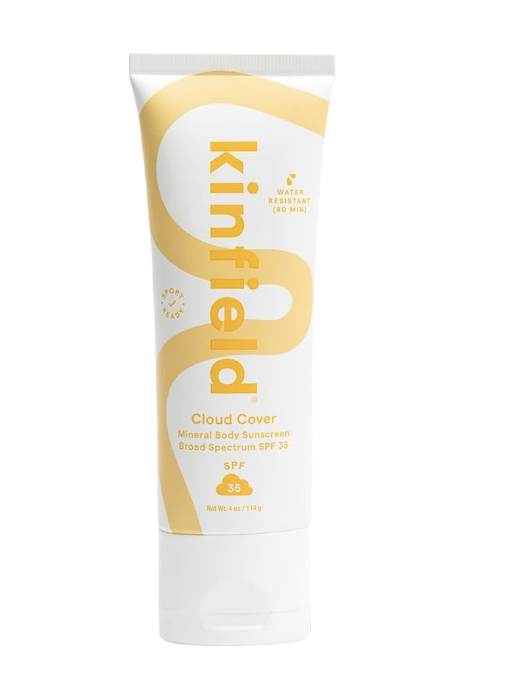 kinfield®
WATER
RESISTANT
(80 MIN)
SPORT
READY
Cloud Cover
Mineral Body Sunscreen
Broad Spectrum SPF 35
SPF
35
Net Wt. 4 oz / 114 g